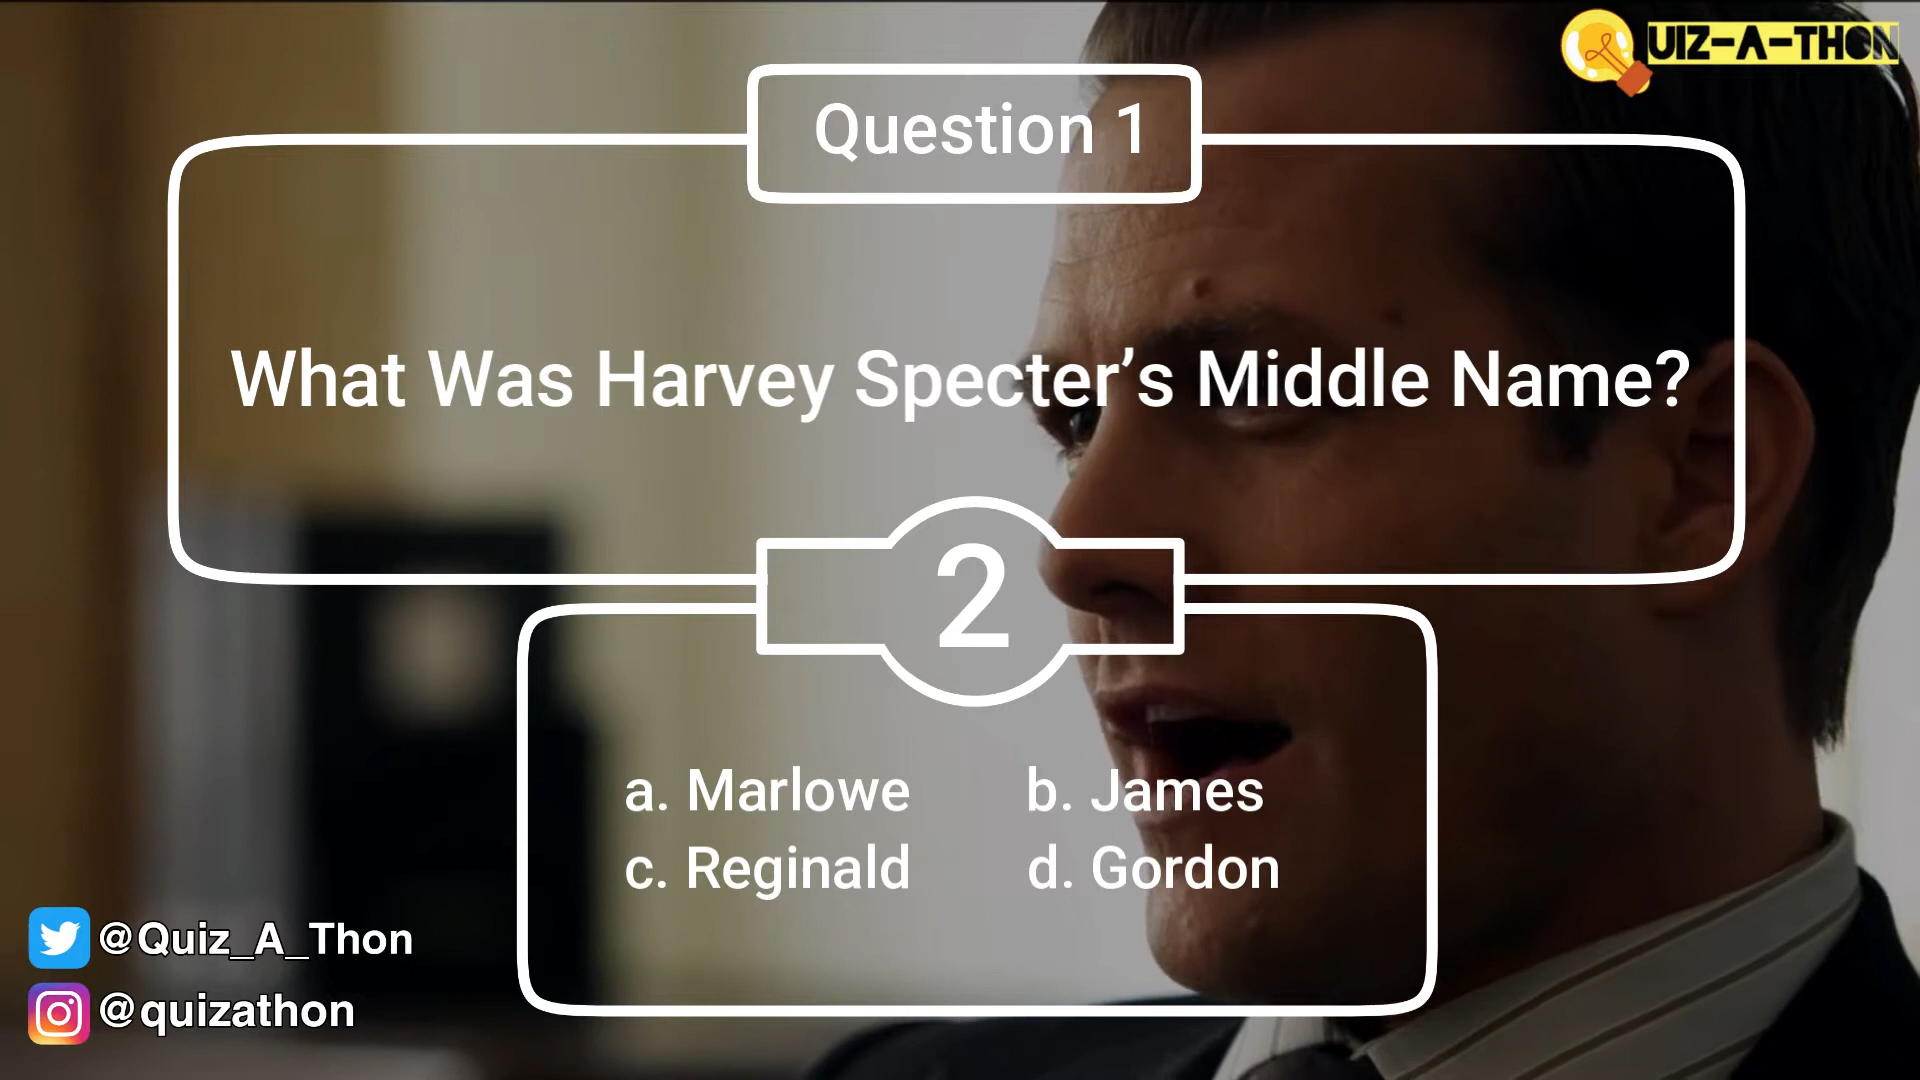 UIZ-A-THON
Question 1
What Was Harvey Specter’s Middle Name?
2
a. Marlowe
b. James
c. Reginald
d. Gordon
@Quiz_A_Thon
@quizathon